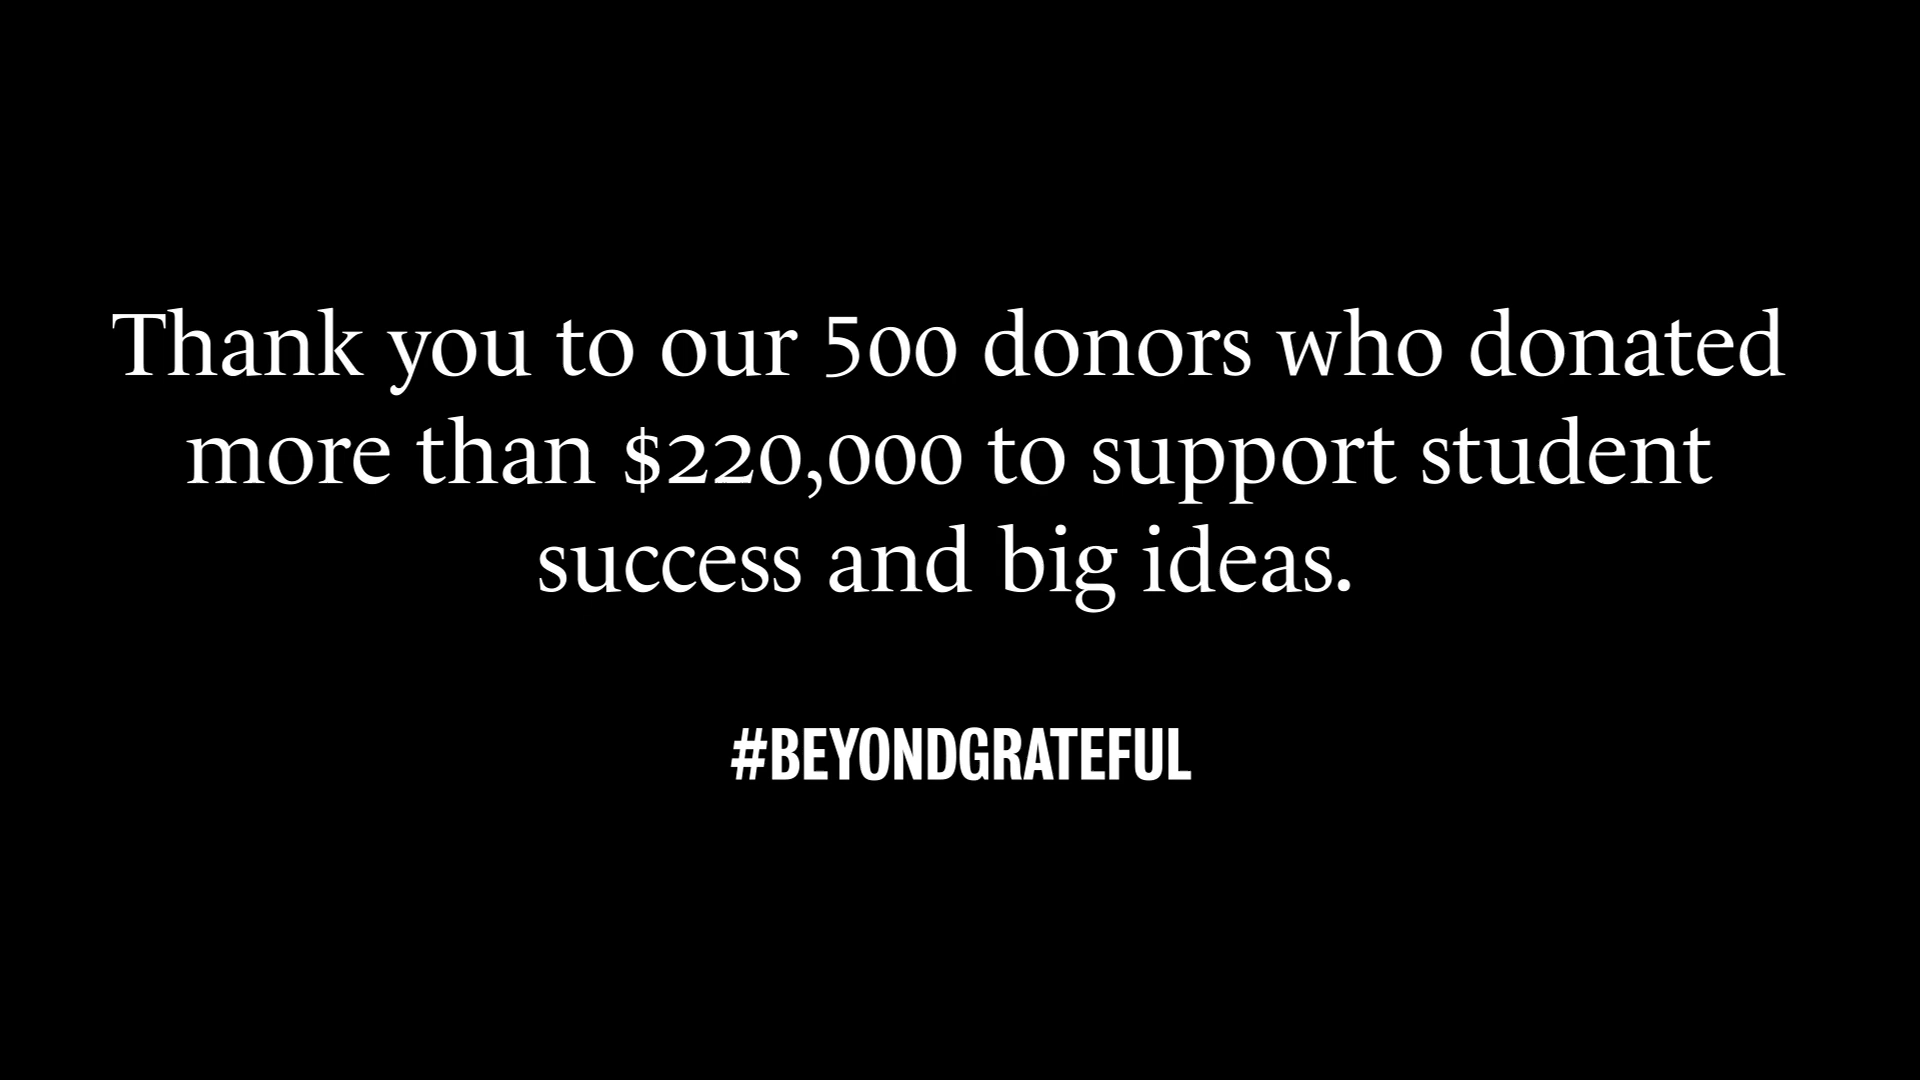 Thank you to our 500 donors who donated
more than $220,000 to support student
success and big ideas.
#BEYONDGRATEFUL